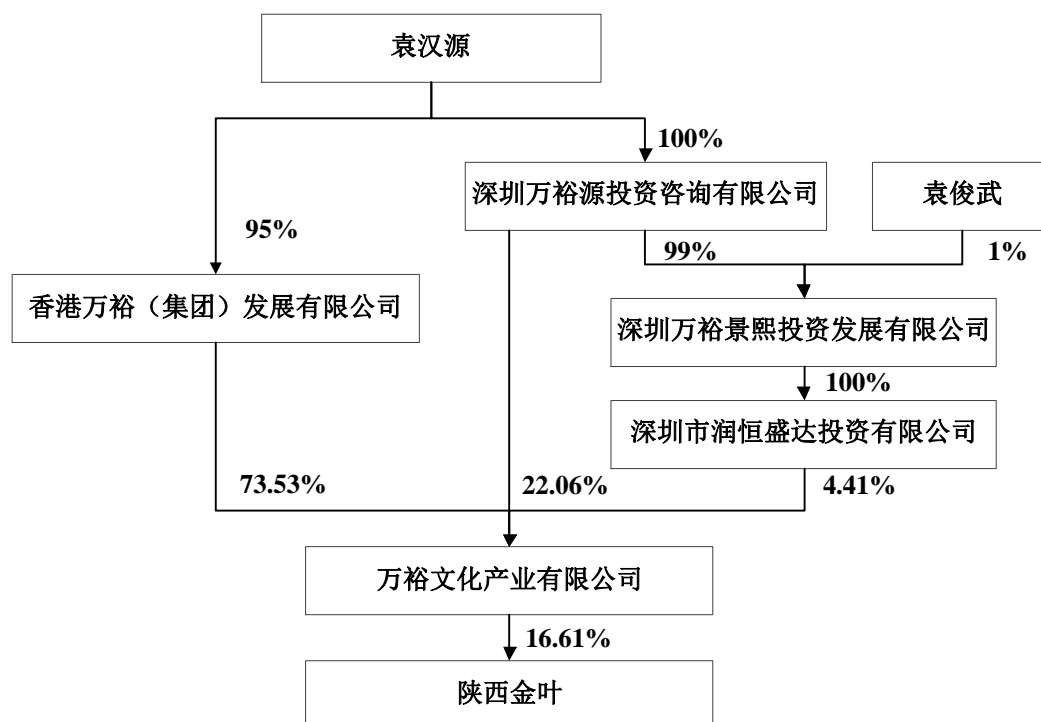 袁汉源
100%
深圳万裕源投资咨询有限公司
袁俊武
95%
99%
1%
香港万裕（集团）发展有限公司
深圳万裕景熙投资发展有限公司
100%
深圳市润恒盛达投资有限公司
73.53%
22.06%
4.41%
万裕文化产业有限公司
16.61%
陕西金叶